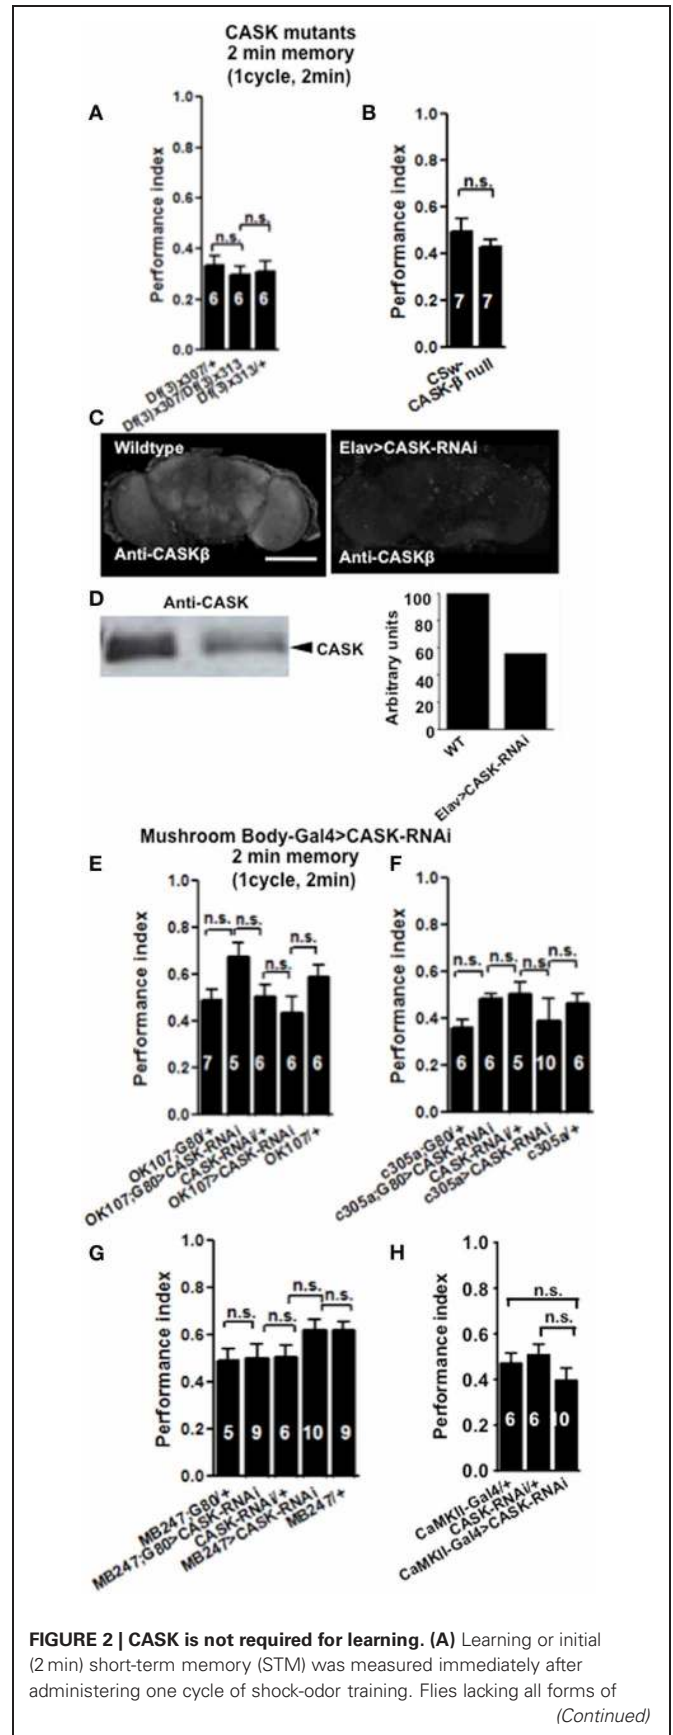 CASK mutants
2 min memory
(1cycle, 2min)
A
Performance index
1.0
0.8
0.6
0.4
0.2
0.0
n.s.
n.s.
6
6
6
Df(3)x307/+
Df(3)x307/Df(3)x313
Df(3)x313/+
B
Performance index
1.0
0.8
0.6
0.4
0.2
0.0
n.s.
7
7
CSw-
CASK-β null
C
Wildtype
Anti-CASKβ
Elav>CASK-RNAi
Anti-CASKβ
D
Anti-CASK
CASK
Arbitrary units
100
80
60
40
20
0
WT
Elav>CASK-RNAi
Mushroom Body-Gal4>CASK-RNAi
2 min memory
(1cycle, 2min)
E
Performance index
1.0
0.8
0.6
0.4
0.2
0.0
n.s.
n.s.
n.s.
n.s.
7
5
6
6
6
OK107;G80/+
OK107;G80>CASK-RNAi
CASK-RNAi/+
OK107>CASK-RNAi
OK107/+
F
Performance index
1.0
0.8
0.6
0.4
0.2
0.0
n.s.
n.s.
n.s.
n.s.
6
6
5
10
6
c305a;G80/+
c305a;G80>CASK-RNAi
CASK-RNAi/+
c305a>CASK-RNAi
c305a/+
G
Performance index
1.0
0.8
0.6
0.4
0.2
0.0
n.s.
n.s.
n.s.
n.s.
5
9
6
10
9
MB247;G80/+
MB247;G80>CASK-RNAi
CASK-RNAi/+
MB247>CASK-RNAi
MB247/+
H
Performance index
1.0
0.8
0.6
0.4
0.2
0.0
n.s.
n.s.
6
6
10
CaMKII-Gal4/+
CASK-RNAi/+
CaMKII-Gal4>CASK-RNAi
FIGURE 2 | CASK is not required for learning. (A) Learning or initial
(2 min) short-term memory (STM) was measured immediately after
administering one cycle of shock-odor training. Flies lacking all forms of
(Continued)